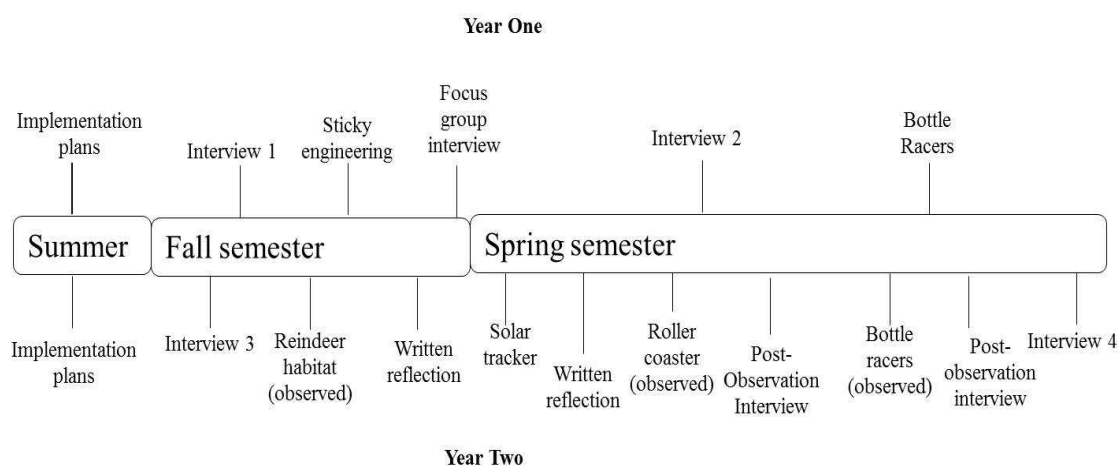 Year One
Implementation
plans
Interview 1
Sticky
engineering
Focus
group
interview
Interview 2
Bottle
Racers
Summer
Fall semester
Spring semester
Implementation
plans
Interview 3
Reindeer
habitat
(observed)
Written
reflection
Solar
tracker
Written
reflection
Roller
coaster
(observed)
Post-
Observation
Interview
Bottle
racers
(observed)
Post-
observation
interview
Interview 4
Year Two